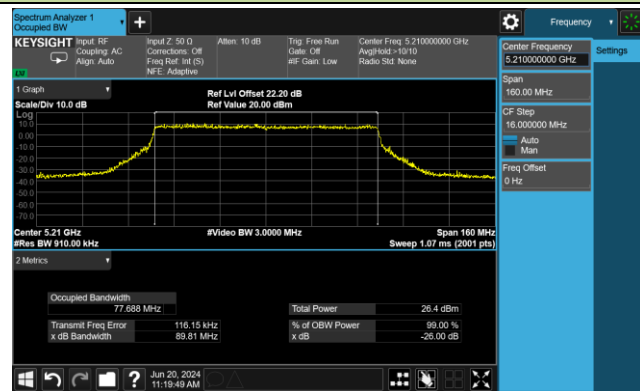 Spectrum Analyzer 1
Occupied BW
Frequency
KEYSIGHT
Input: RF
Coupling: AC
Align: Auto
Input Z: 50 Ω
Corrections: Off
Freq Ref: Int (S)
NFE: Adaptive
Atten: 10 dB
Trig: Free Run
Gate: Off
#IF Gain: Low
Center Freq: 5.210000000 GHz
Avg|Hold:>10/10
Radio Std: None
Center Frequency
5.210000000 GHz
Settings
Span
160.00 MHz
CF Step
16.000000 MHz
Auto
Man
Freq Offset
0 Hz
1 Graph
Scale/Div 10.0 dB
Ref Lvl Offset 22.20 dB
Ref Value 20.00 dBm
Log
10.0
0.00
-10.0
-20.0
-30.0
-40.0
-50.0
-60.0
-70.0
Center 5.21 GHz
#Video BW 3.0000 MHz
Span 160 MHz
#Res BW 910.00 kHz
Sweep 1.07 ms (2001 pts)
2 Metrics
Occupied Bandwidth
77.688 MHz
Total Power 26.4 dBm
Transmit Freq Error 116.15 kHz
% of OBW Power 99.00 %
x dB Bandwidth 89.81 MHz
x dB -26.00 dB
Jun 20, 2024
11:19:49 AM